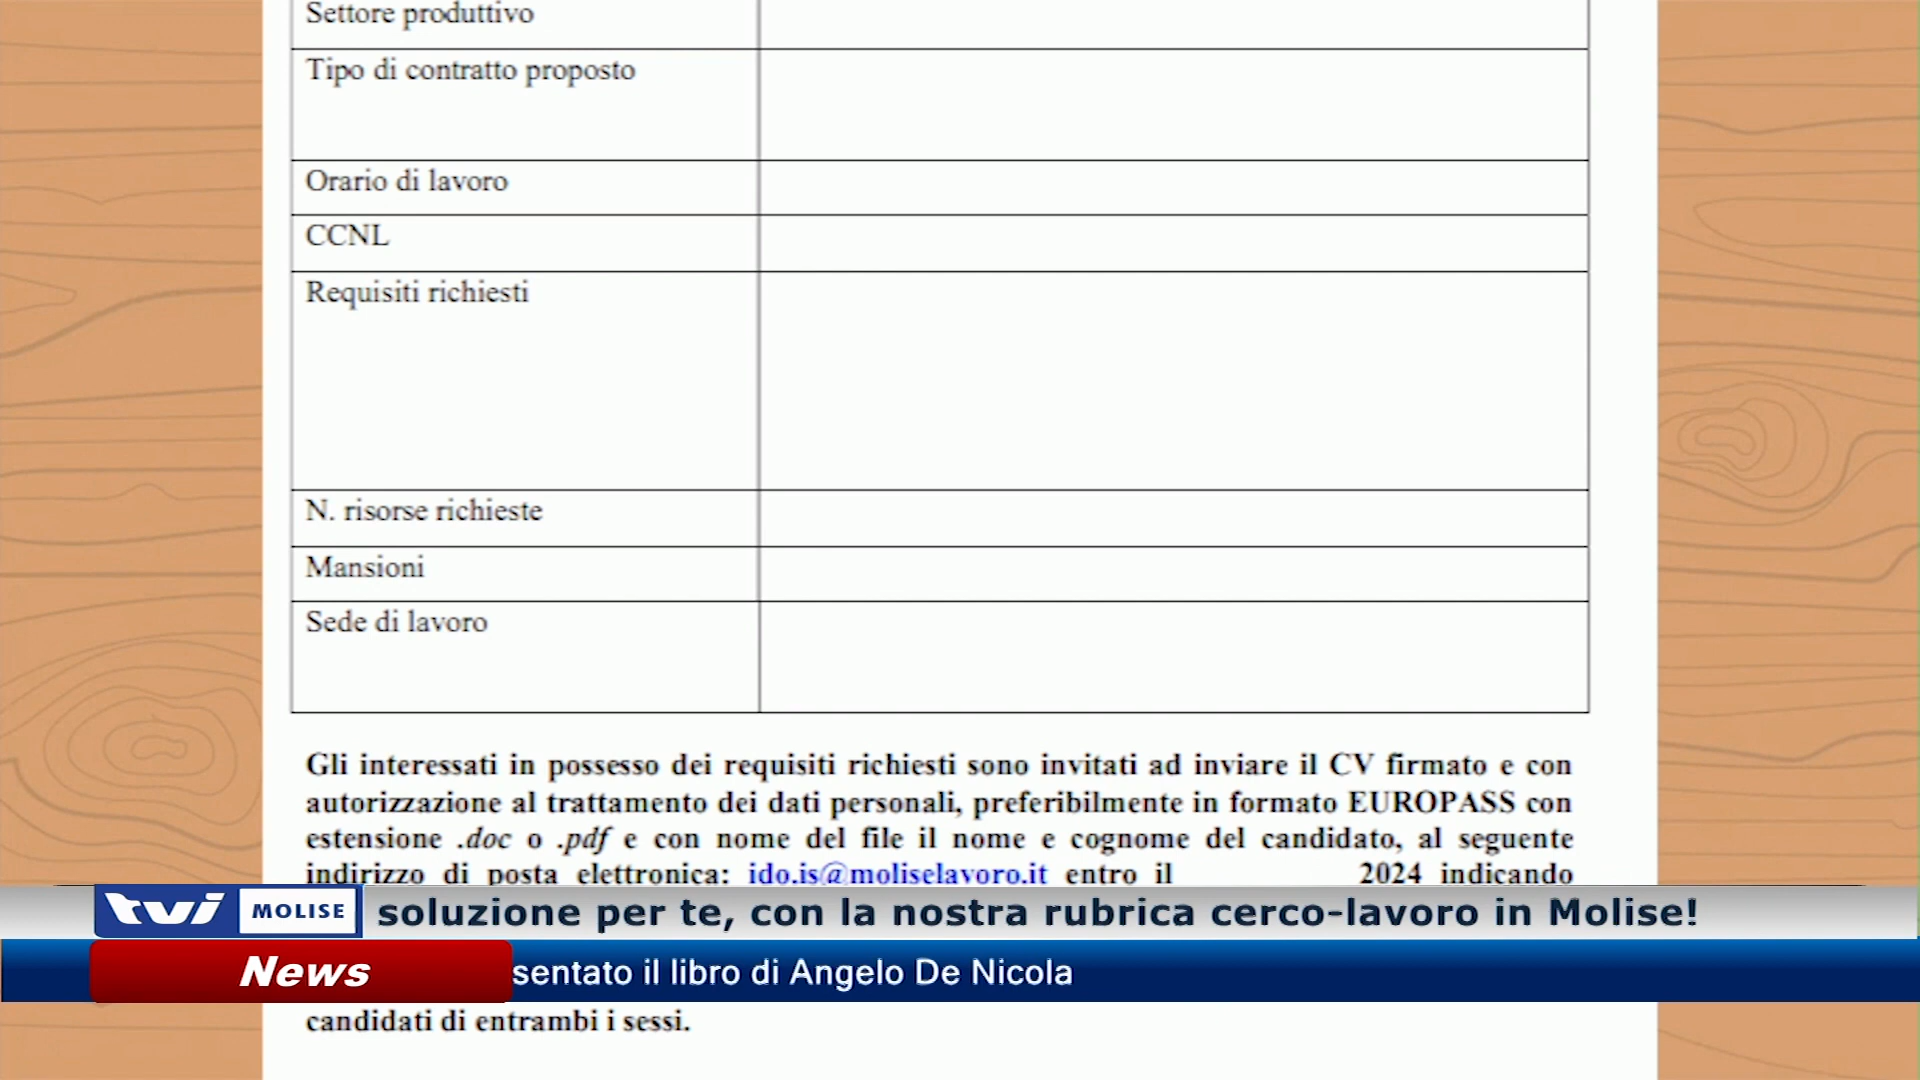 Settore produttivo
Tipo di contratto proposto
Orario di lavoro
CCNL
Requisiti richiesti
N. risorse richieste
Mansioni
Sede di lavoro
Gli interessati in possesso dei requisiti richiesti sono invitati ad inviare il CV firmato e con
autorizzazione al trattamento dei dati personali, preferibilmente in formato EUROPASS con
estensione .doc o .pdf e con nome del file il nome e cognome del candidato, al seguente
indirizzo di posta elettronica: ido.is@moliselavoro.it entro il 2024 indicando
tvi MOLISE soluzione per te, con la nostra rubrica cerco-lavoro in Molise!
News sentato il libro di Angelo De Nicola
candidati di entrambi i sessi.